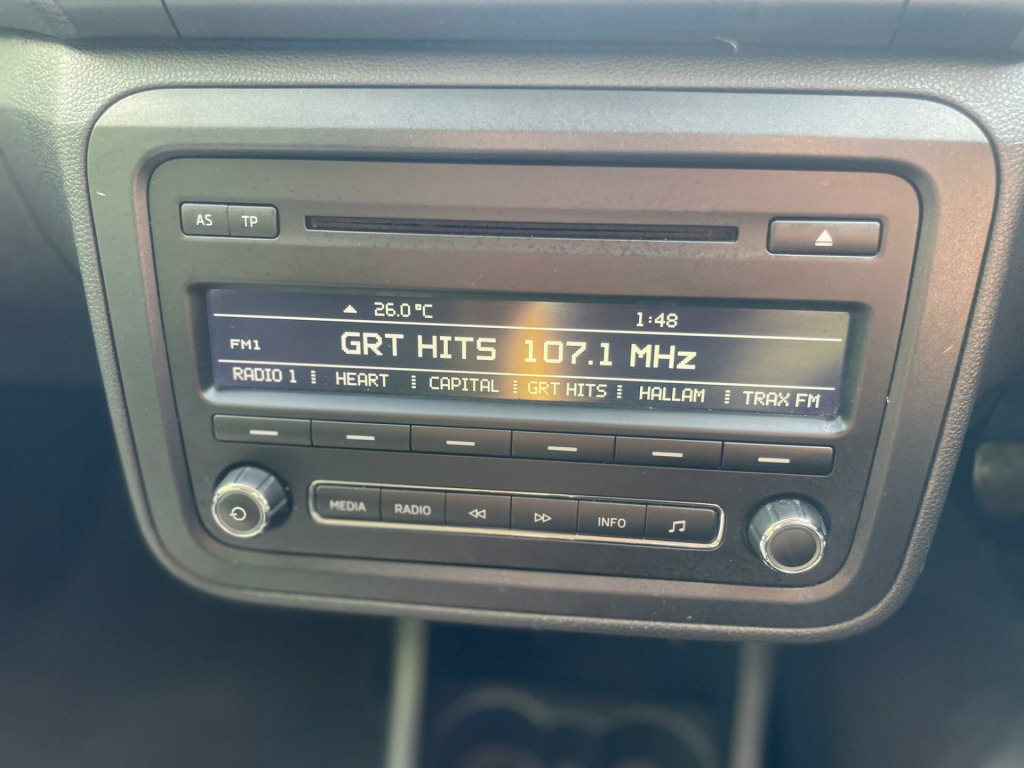 AS TP
26.0°C 1:48
FM1 GRT HITS 107.1 MHz
RADIO 1 HEART CAPITAL GRT HITS HALLAM TRAX FM
MEDIA RADIO INFO